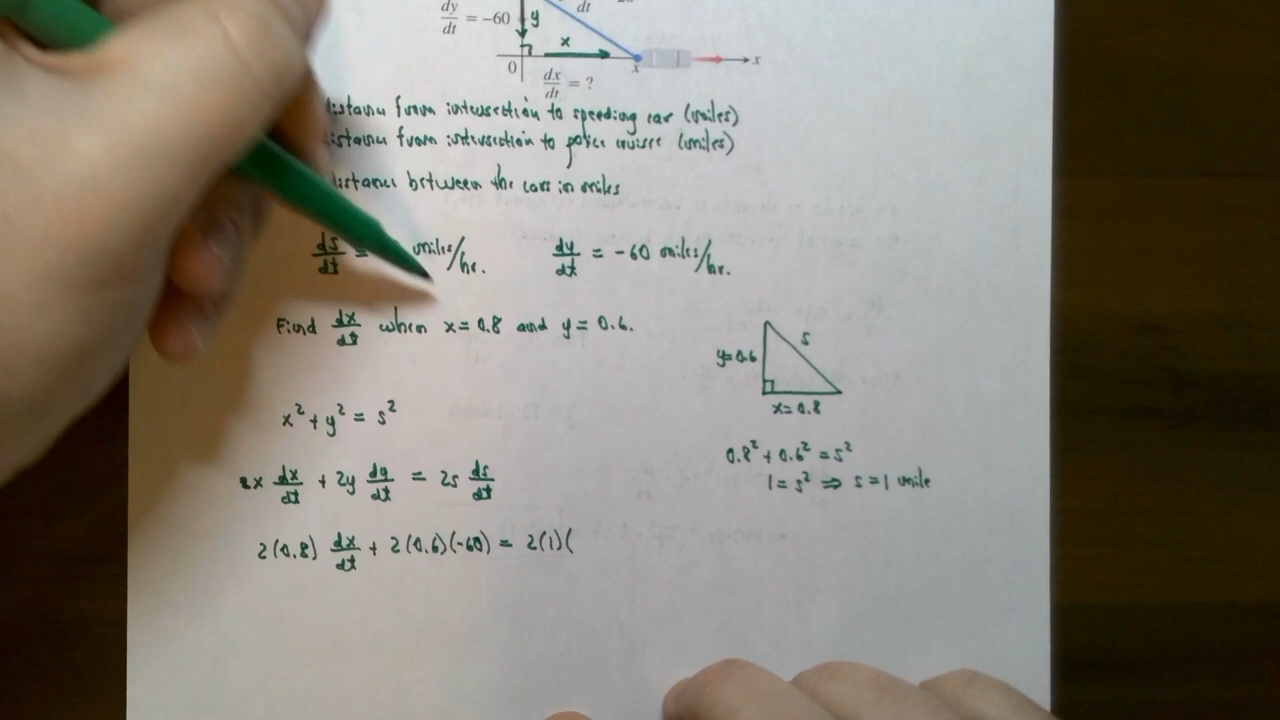 dy/dt = -60 y
dt
x
0 x x
dx/dt = ?
distance from intersection to speeding car (miles)
distance from intersection to police cruiser (miles)
distance between the cars in miles
ds/dt = miles/hr. dy/dt = -60 miles/hr.
Find dx/dt when x = 0.8 and y = 0.6.
s
y=0.6
x = 0.8
x² + y² = s²
0.8² + 0.6² = s²
1 = s² ⇒ s = 1 mile
2x dx/dt + 2y dy/dt = 2s ds/dt
2(0.8) dx/dt + 2(0.6)(-60) = 2(1)(